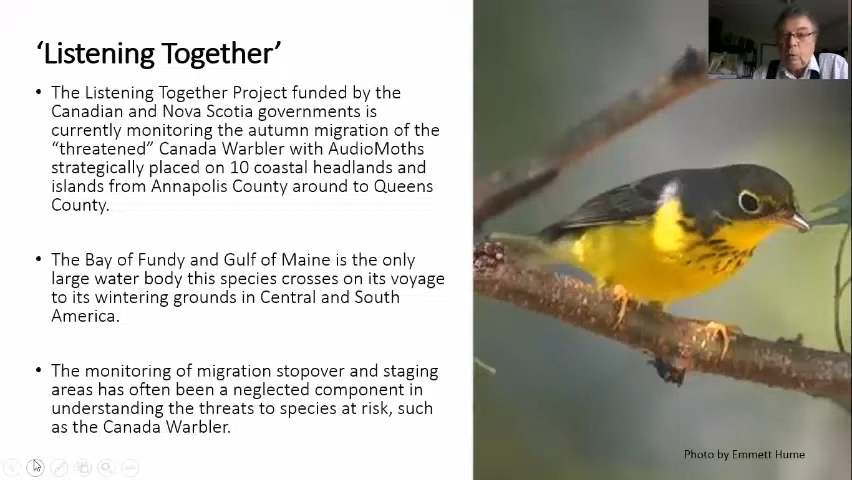 ‘Listening Together’
• The Listening Together Project funded by the
Canadian and Nova Scotia governments is
currently monitoring the autumn migration of the
“threatened” Canada Warbler with AudioMoths
strategically placed on 10 coastal headlands and
islands from Annapolis County around to Queens
County.
• The Bay of Fundy and Gulf of Maine is the only
large water body this species crosses on its voyage
to its wintering grounds in Central and South
America.
• The monitoring of migration stopover and staging
areas has often been a neglected component in
understanding the threats to species at risk, such
as the Canada Warbler.
Photo by Emmett Hume